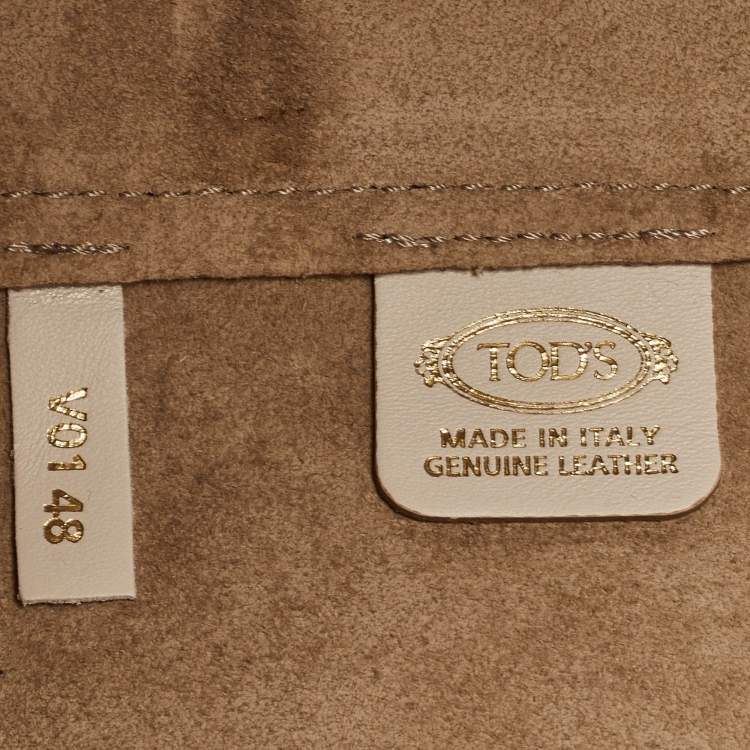 V0148
TOD'S
MADE IN ITALY
GENUINE LEATHER